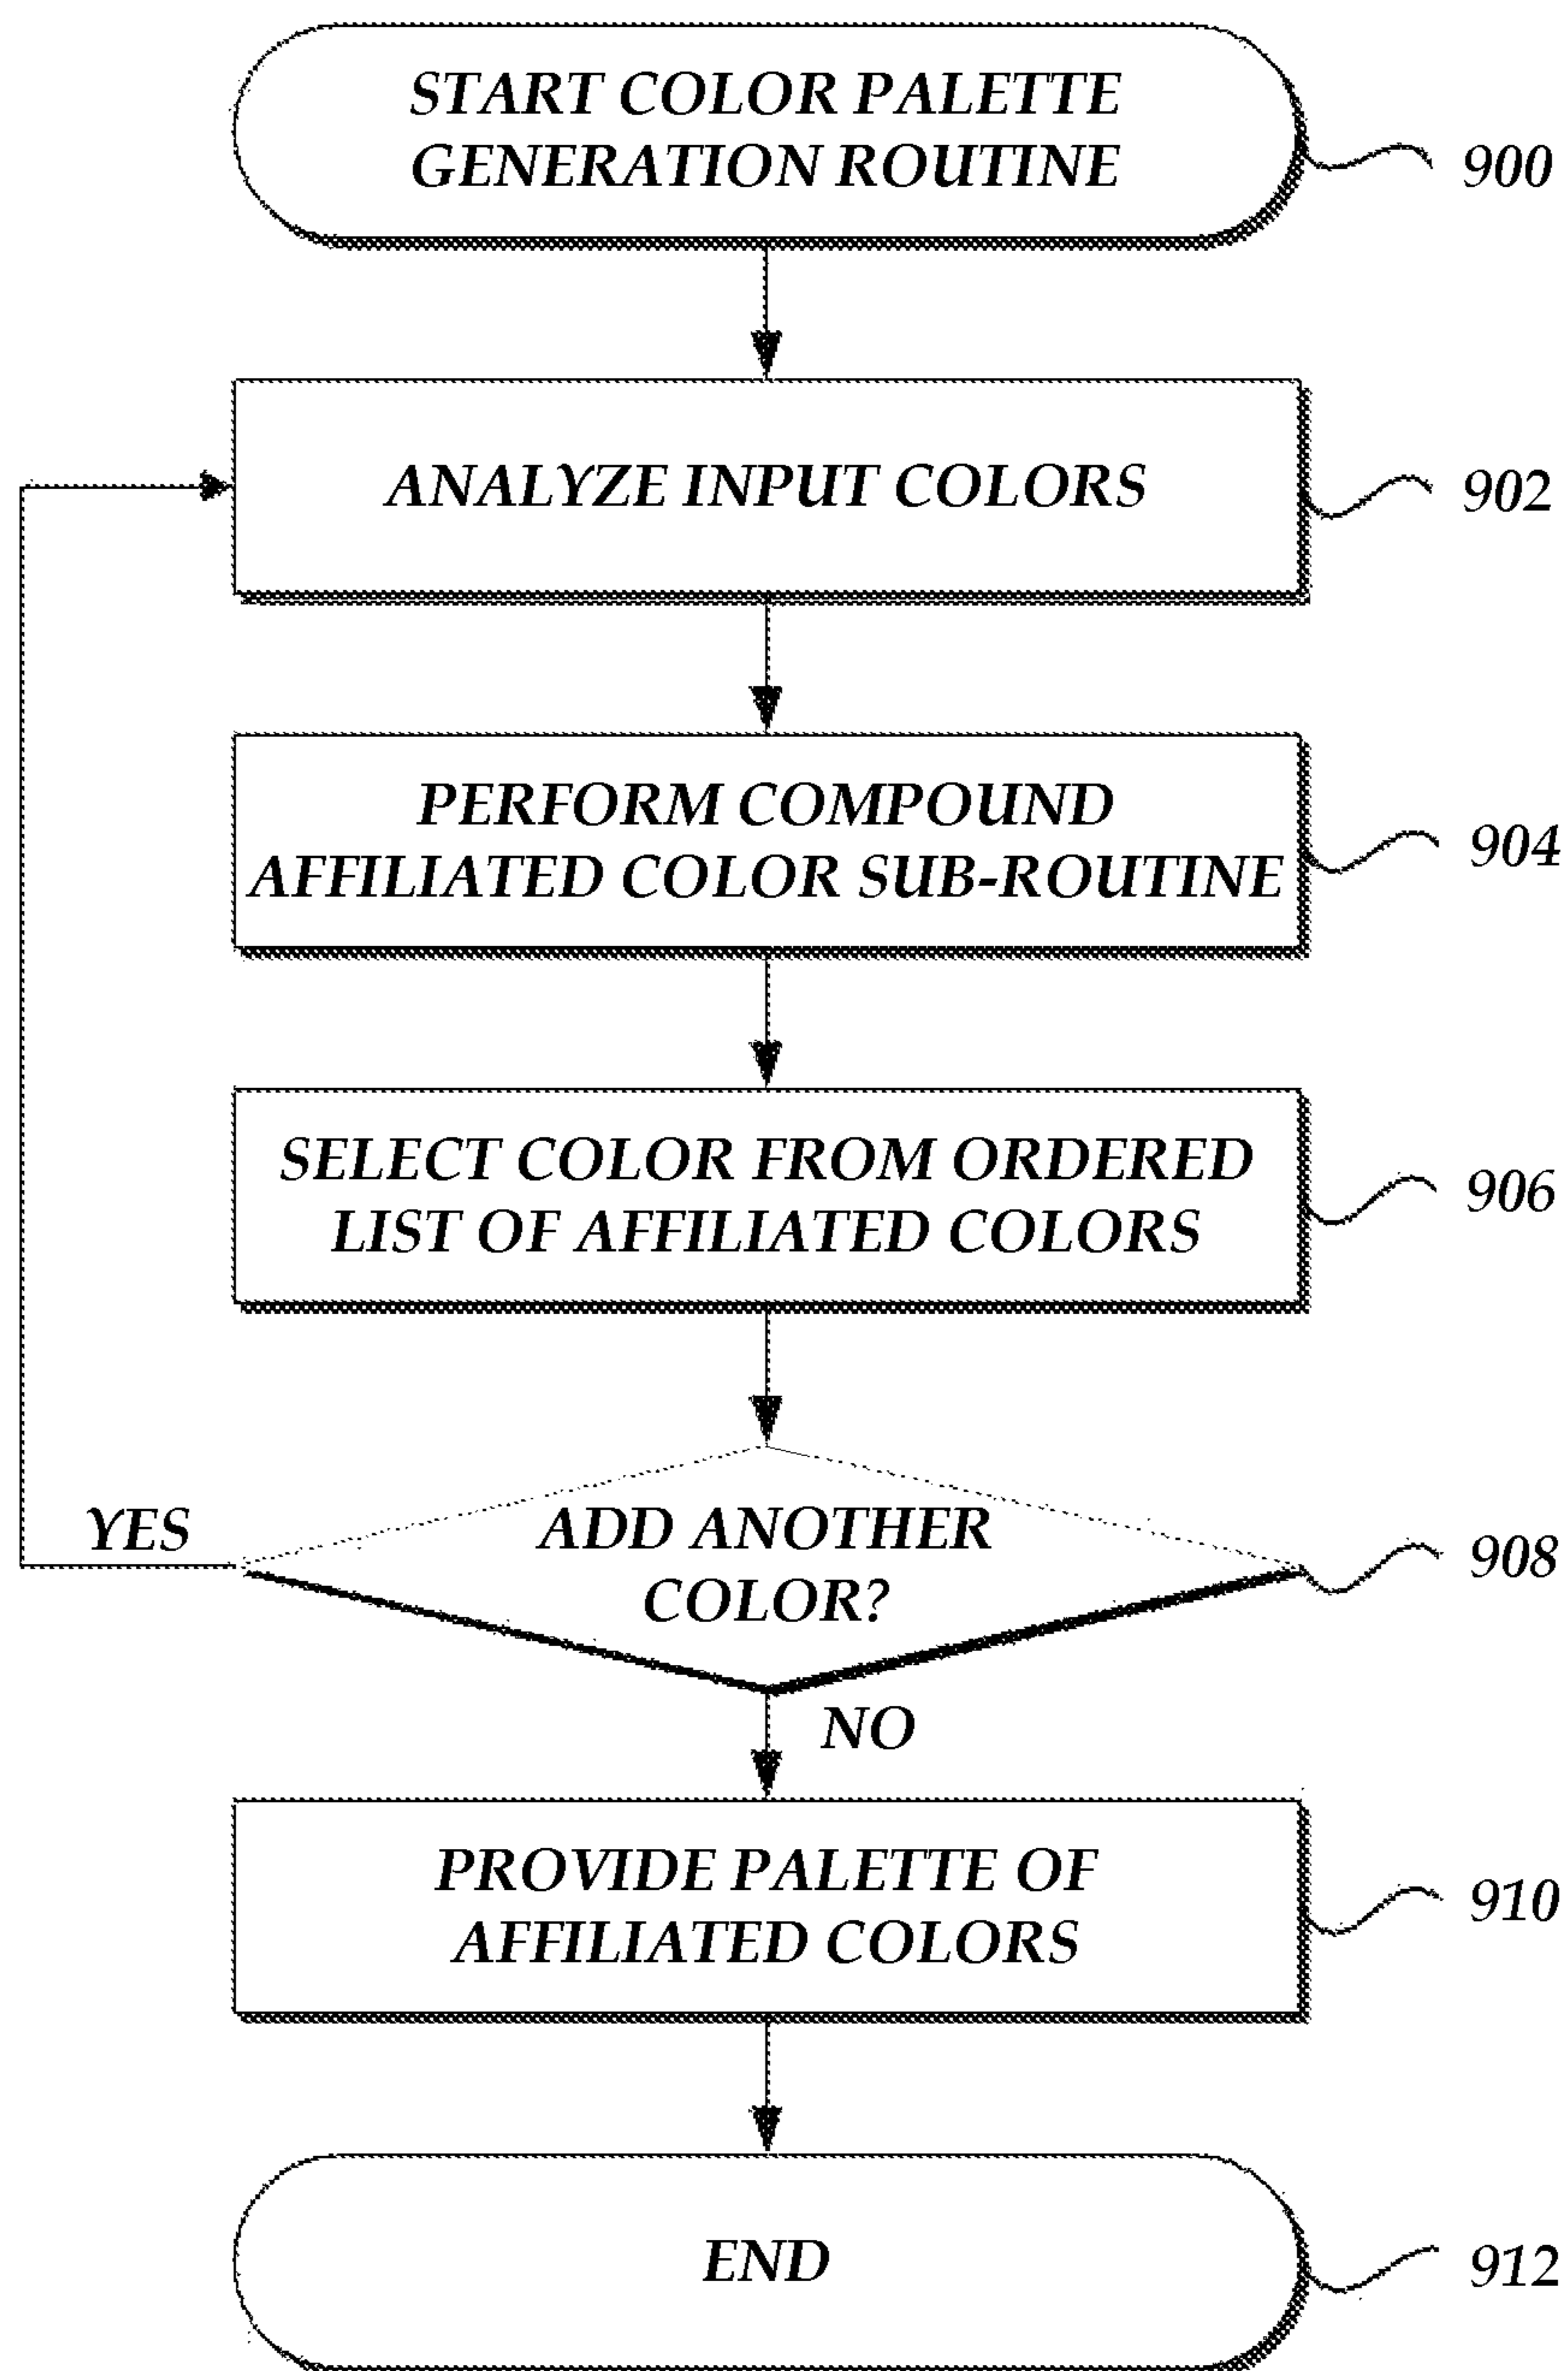 START COLOR PALETTE
GENERATION ROUTINE
900
ANALYZE INPUT COLORS
902
PERFORM COMPOUND
AFFILIATED COLOR SUB-ROUTINE
904
SELECT COLOR FROM ORDERED
LIST OF AFFILIATED COLORS
906
YES
ADD ANOTHER
COLOR?
908
NO
PROVIDE PALETTE OF
AFFILIATED COLORS
910
END
912